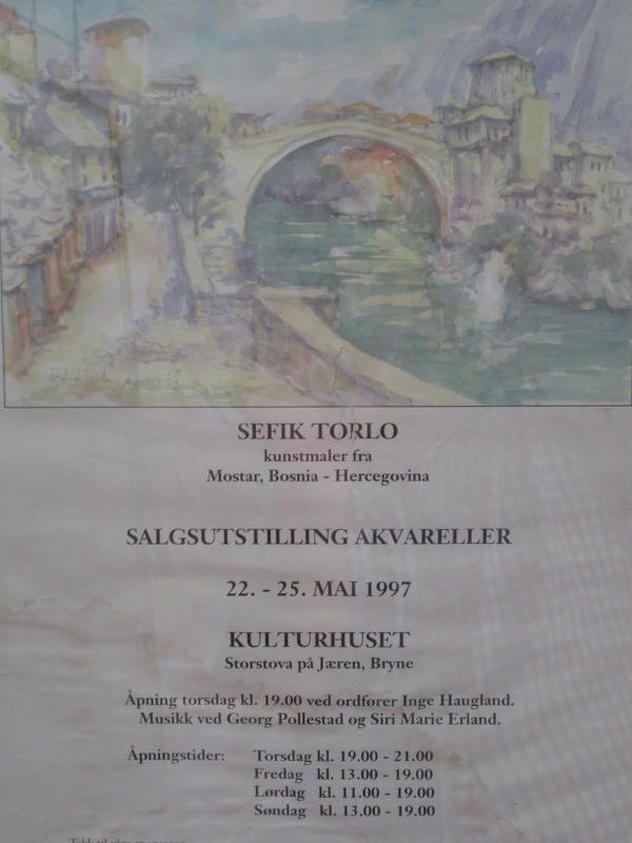 SEFIK TORLO
kunstmaler fra
Mostar, Bosnia - Hercegovina
SALGSUTSTILLING AKVARELLER
22. - 25. MAI 1997
KULTURHUSET
Storstova på Jæren, Bryne
Åpning torsdag kl. 19.00 ved ordfører Inge Haugland.
Musikk ved Georg Pollestad og Siri Marie Erland.
Åpningstider: Torsdag kl. 19.00 - 21.00
Fredag kl. 13.00 - 19.00
Lørdag kl. 11.00 - 19.00
Søndag kl. 13.00 - 19.00